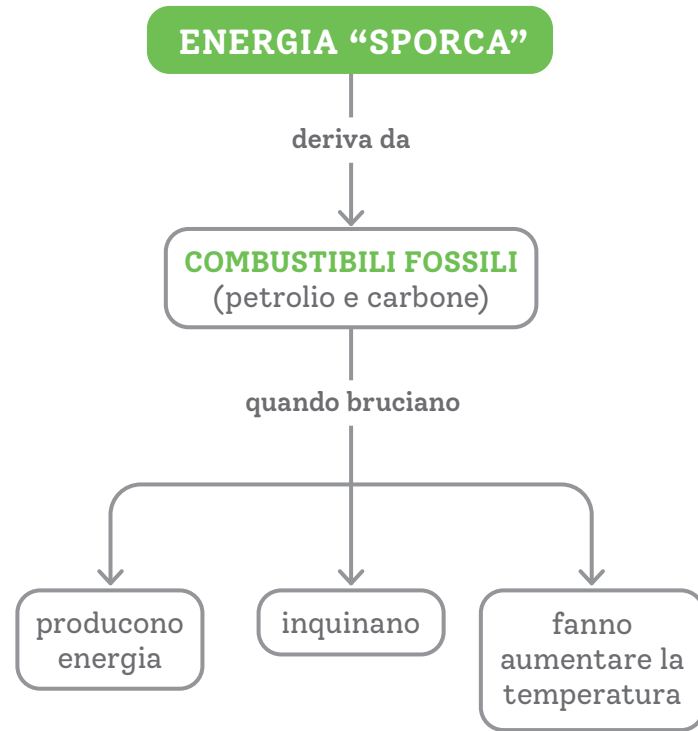 ENERGIA “SPORCA”
deriva da
COMBUSTIBILI FOSSILI
(petrolio e carbone)
quando bruciano
producono
energia
inquinano
fanno
aumentare la
temperatura